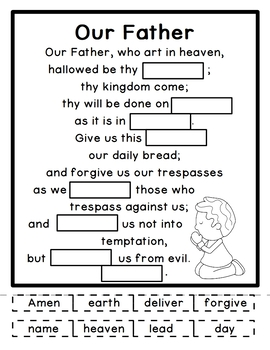 Our Father
Our Father, who art in heaven,
hallowed be thy ;
thy kingdom come;
thy will be done on
as it is in .
Give us this
our daily bread;
and forgive us our trespasses
as we those who
trespass against us;
and us not into
temptation,
but us from evil.
.
Amen earth deliver forgive
name heaven lead day